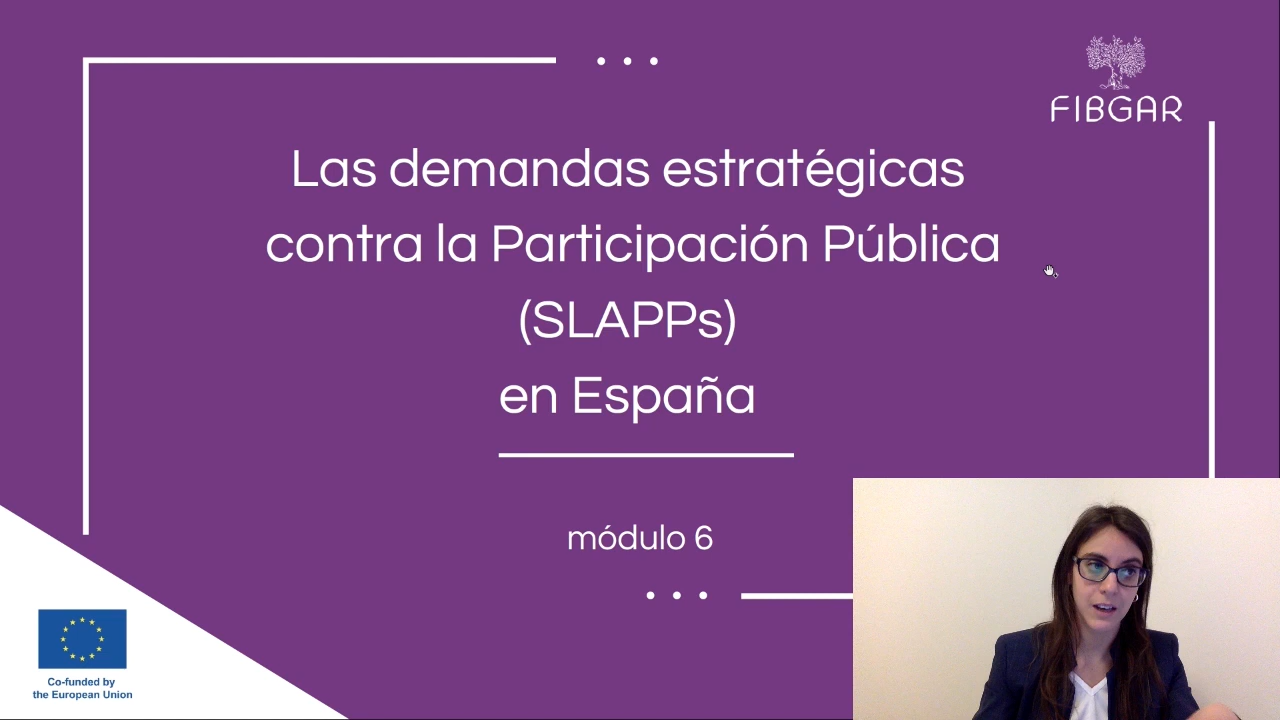 FIBGAR
Las demandas estratégicas
contra la Participación Pública
(SLAPPs)
en España
módulo 6
Co-funded by
the European Union